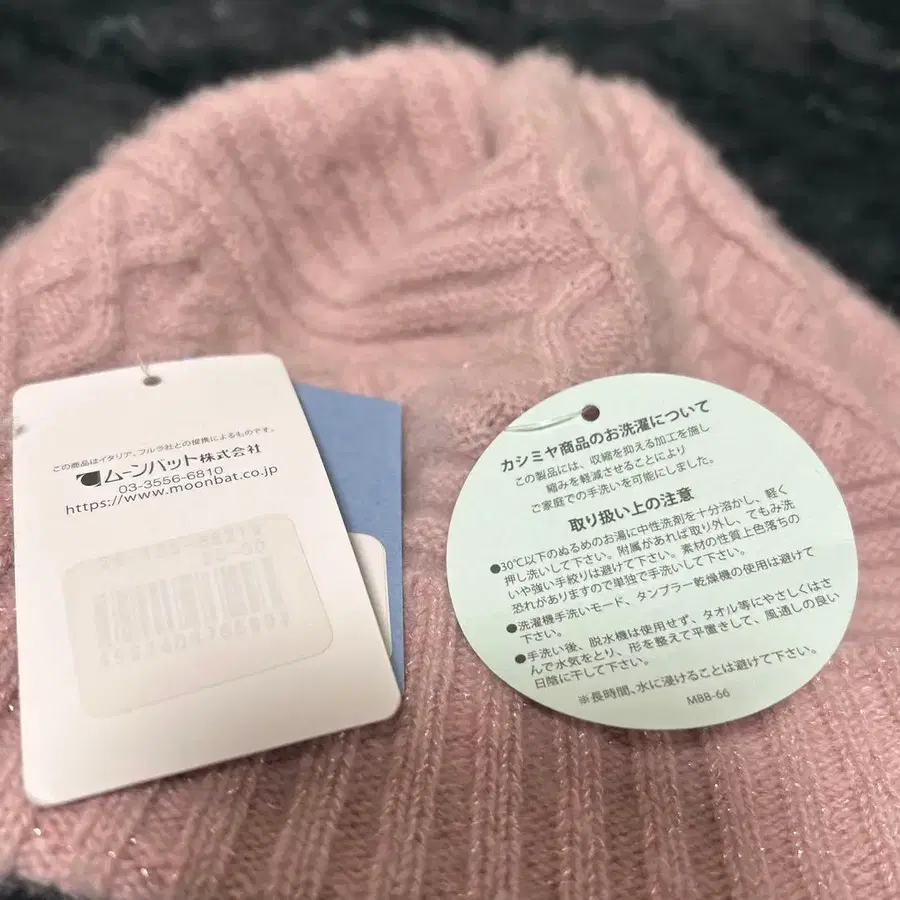 この商品はイタリア、フルラ社との提携によるものです。
ムーンバット株式会社
03-3556-6810
https://www.moonbat.co.jp
カシミヤ商品のお洗濯について
この製品には、収縮を抑える加工を施し
縮みを軽減させることにより
ご家庭での手洗いを可能にしました。
取り扱い上の注意
●30℃以下のぬるめのお湯に中性洗剤を十分溶かし、軽く
押し洗いして下さい。附属があれば取り外し、てもみ洗
いや強い手絞りは避けて下さい。素材の性質上色落ちの
恐れがありますので単独で手洗いして下さい。
●洗濯機手洗いモード、タンブラー乾燥機の使用は避けて
下さい。
●手洗い後、脱水機は使用せず、タオル等にやさしくはさ
んで水気をとり、形を整えて平置きして、風通しの良い
日陰に干して下さい。
※長時間、水に浸けることは避けて下さい。
MBB-66